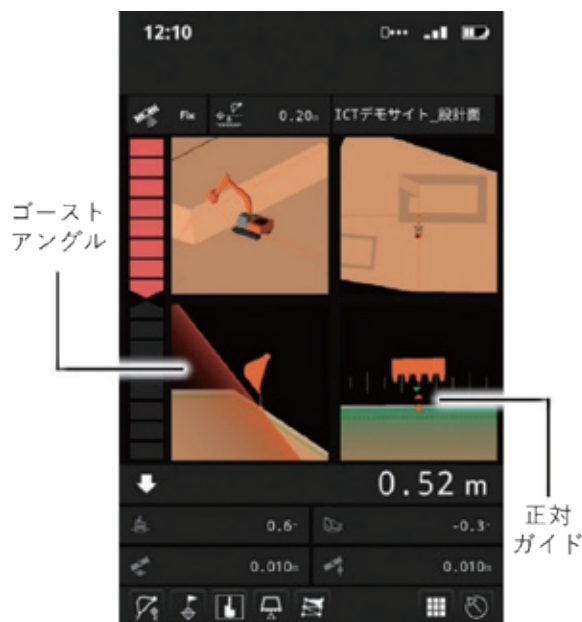 12:10
Fix
0.20m
ICTデモサイト_設計面
ゴースト
アングル
0.52 m
正対
ガイド
0.6°
-0.3°
0.010m
0.010m